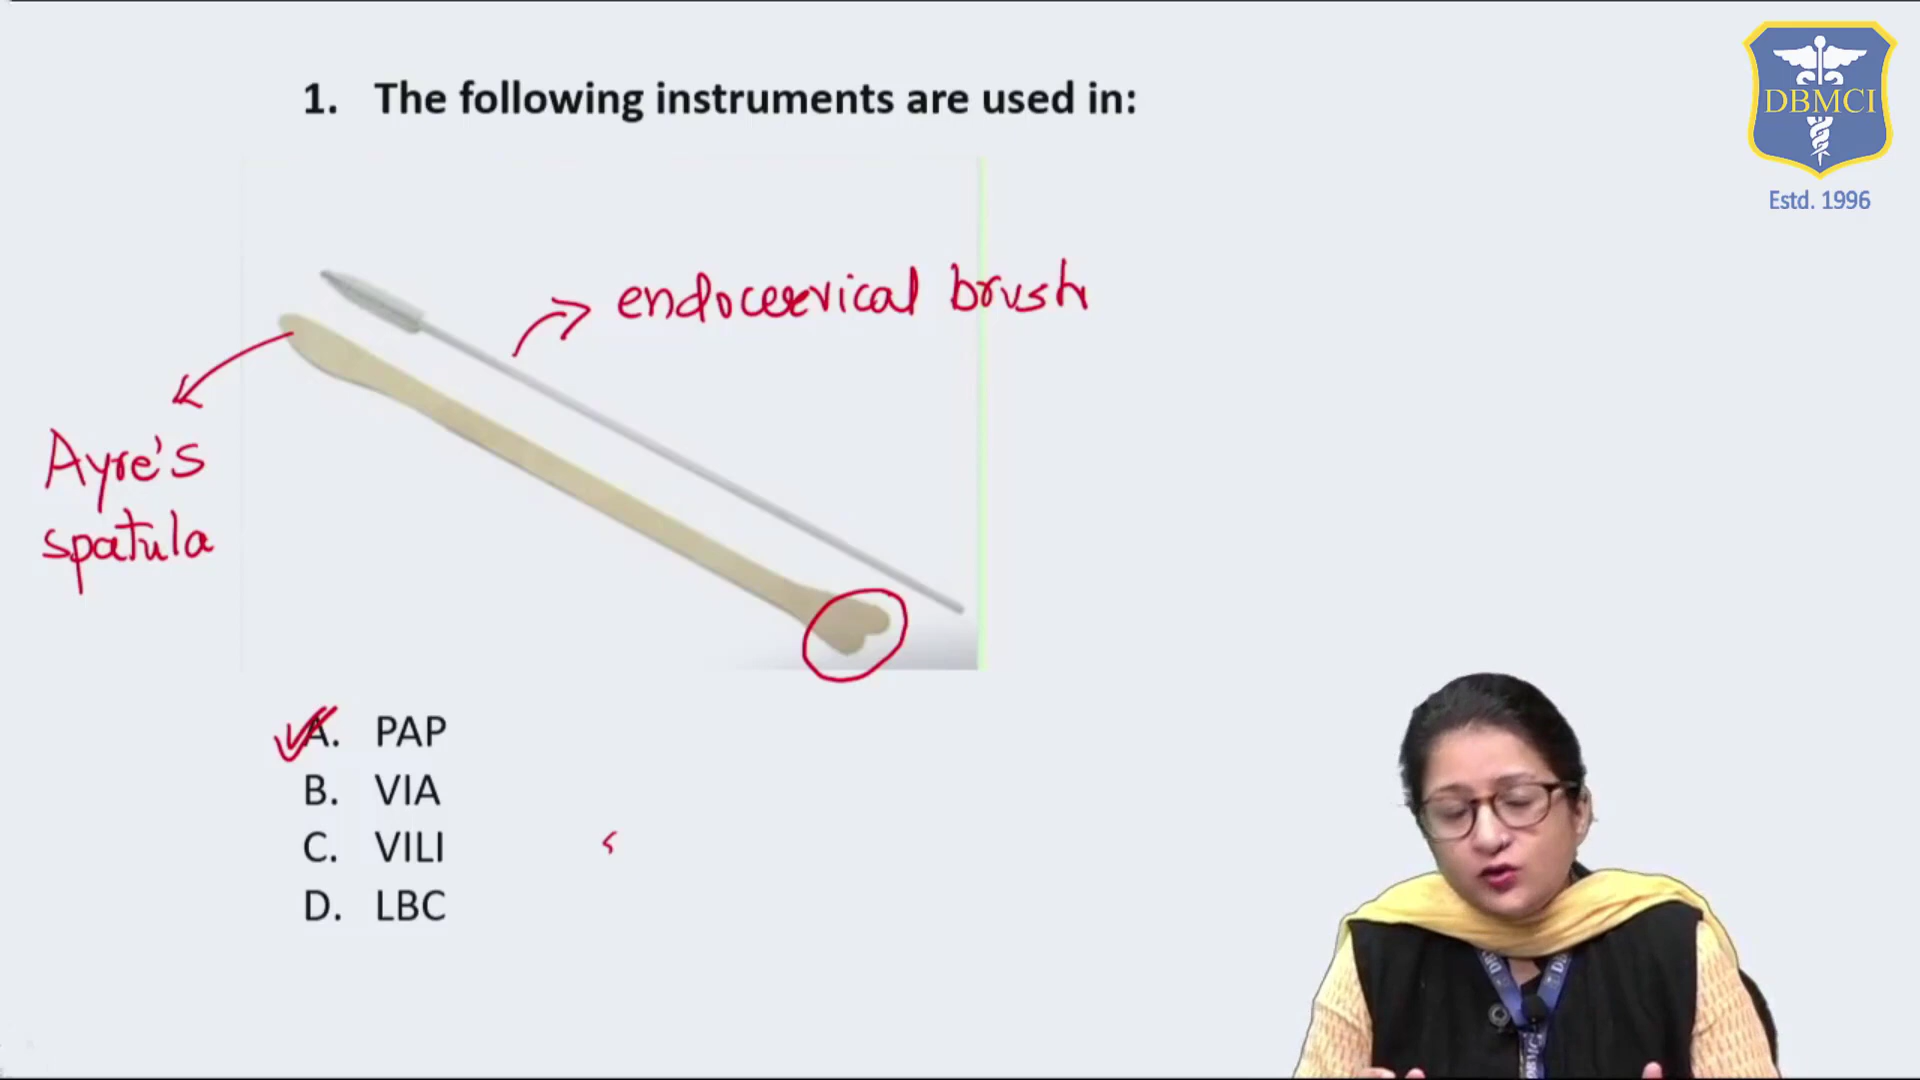 1. The following instruments are used in:
DBMCI
Estd. 1996
endocervical brush
Ayre's
spatula
A. PAP
B. VIA
C. VILI
D. LBC